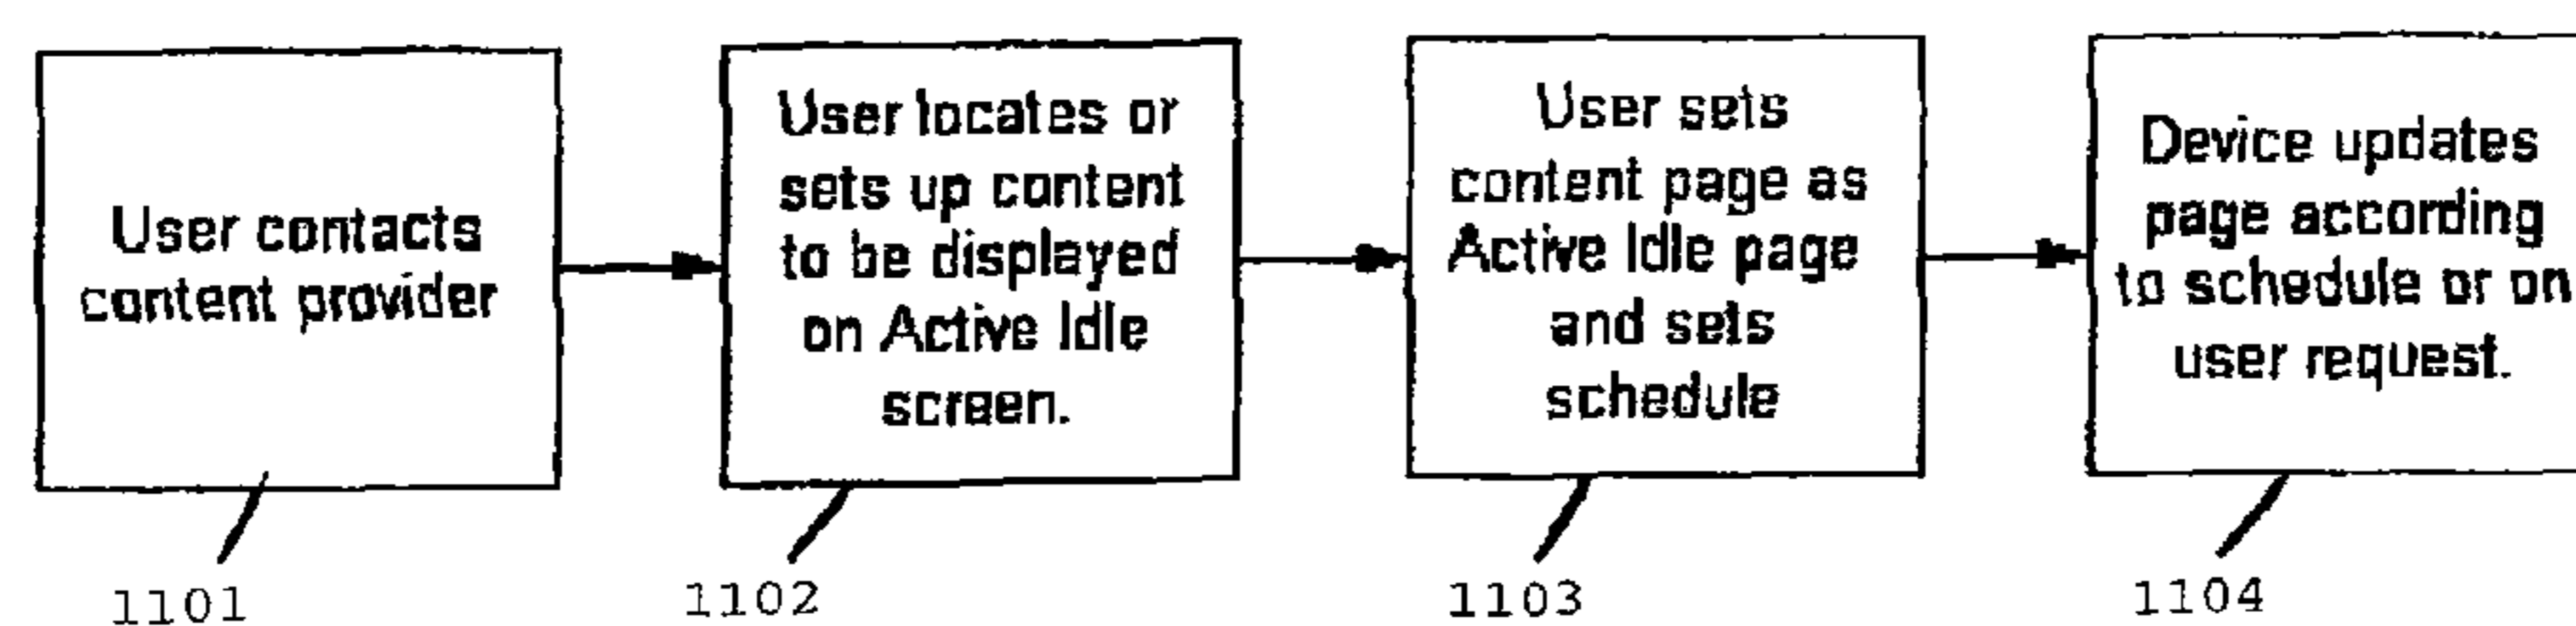 User contacts
content provider
User locates or
sets up content
to be displayed
on Active Idle
screen.
User sets
content page as
Active Idle page
and sets
schedule
Device updates
page according
to schedule or on
user request.
1101
1102
1103
1104